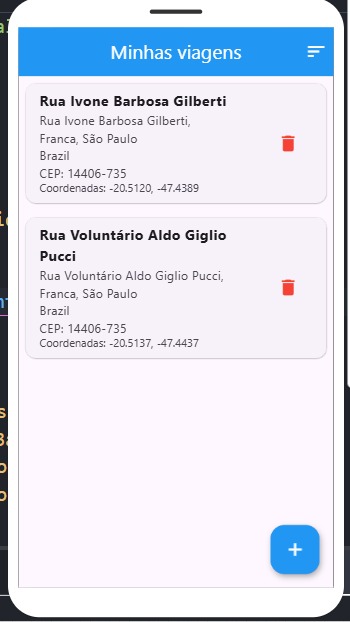 Minhas viagens
Rua Ivone Barbosa Gilberti
Rua Ivone Barbosa Gilberti,
Franca, São Paulo
Brazil
CEP: 14406-735
Coordenadas: -20.5120, -47.4389
Rua Voluntário Aldo Giglio
Pucci
Rua Voluntário Aldo Giglio Pucci,
Franca, São Paulo
Brazil
CEP: 14406-735
Coordenadas: -20.5137, -47.4437
+